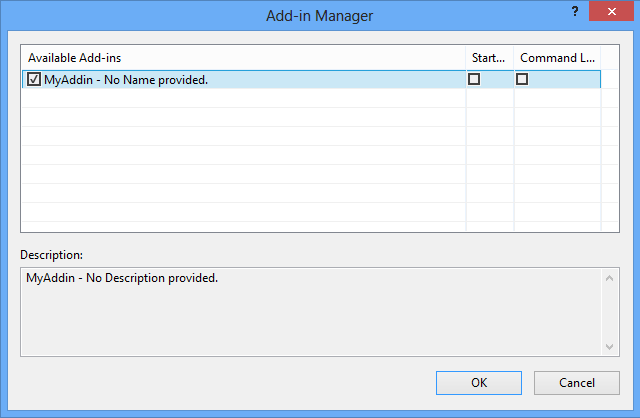 Add-in Manager
?
Available Add-ins Start... Command L...
MyAddin - No Name provided.
Description:
MyAddin - No Description provided.
OK Cancel